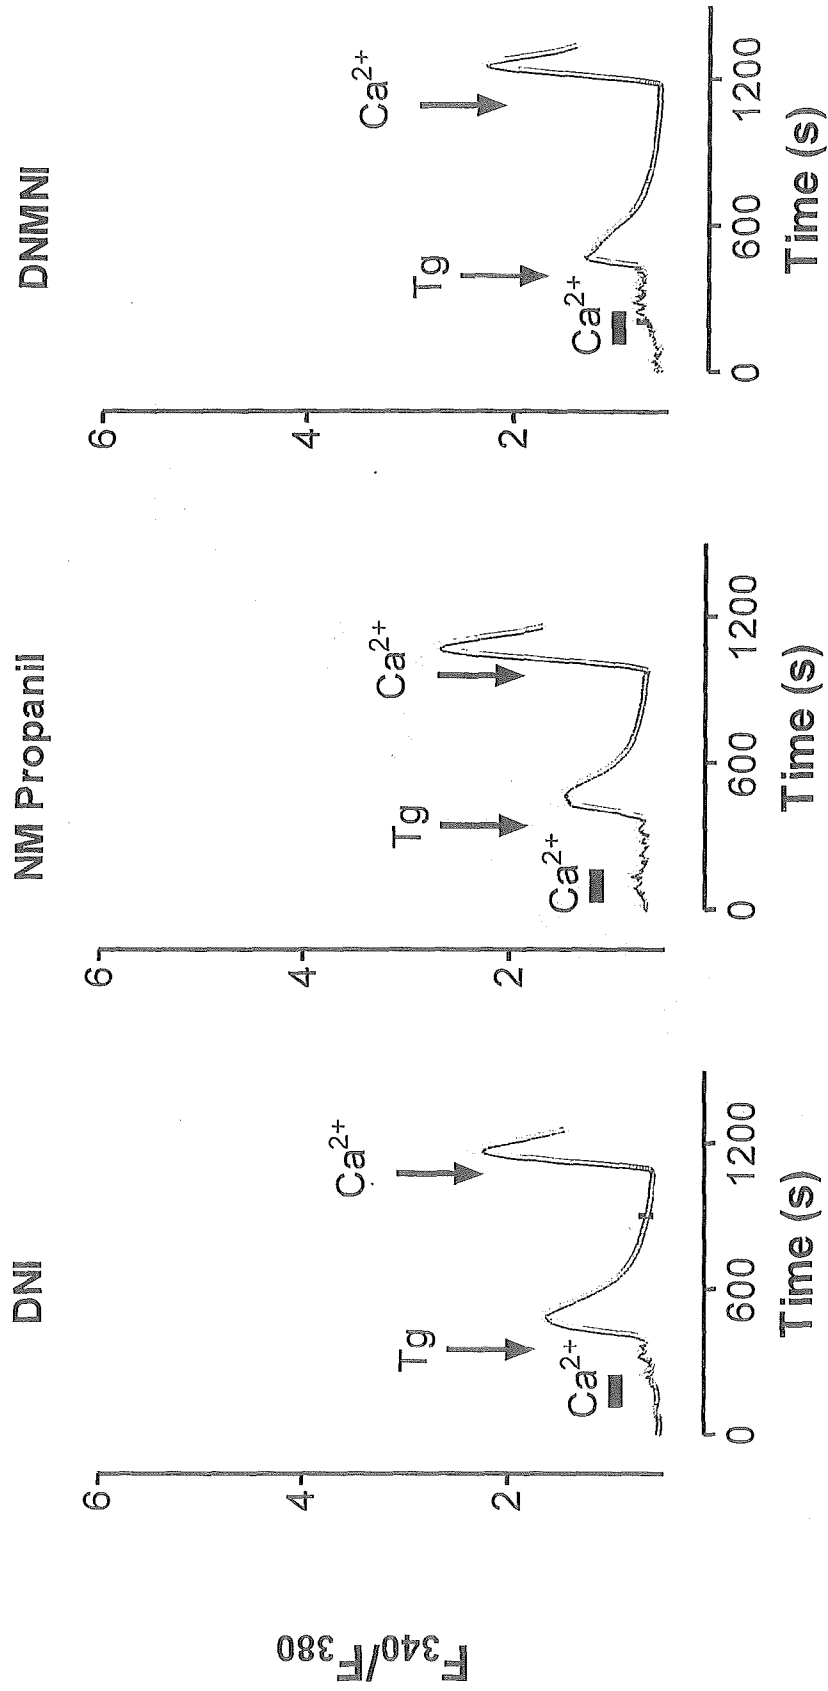 DNI
NM Propanil
DNMNI
F340/F380
6
4
2
Tg
Ca2+
Ca2+
0
600
1200
Time (s)
6
2
Tg
Ca2+
Ca2+
0
600
1200
Time (s)
6
4
2
Tg
Ca2+
Ca2+
0
600
1200
Time (s)